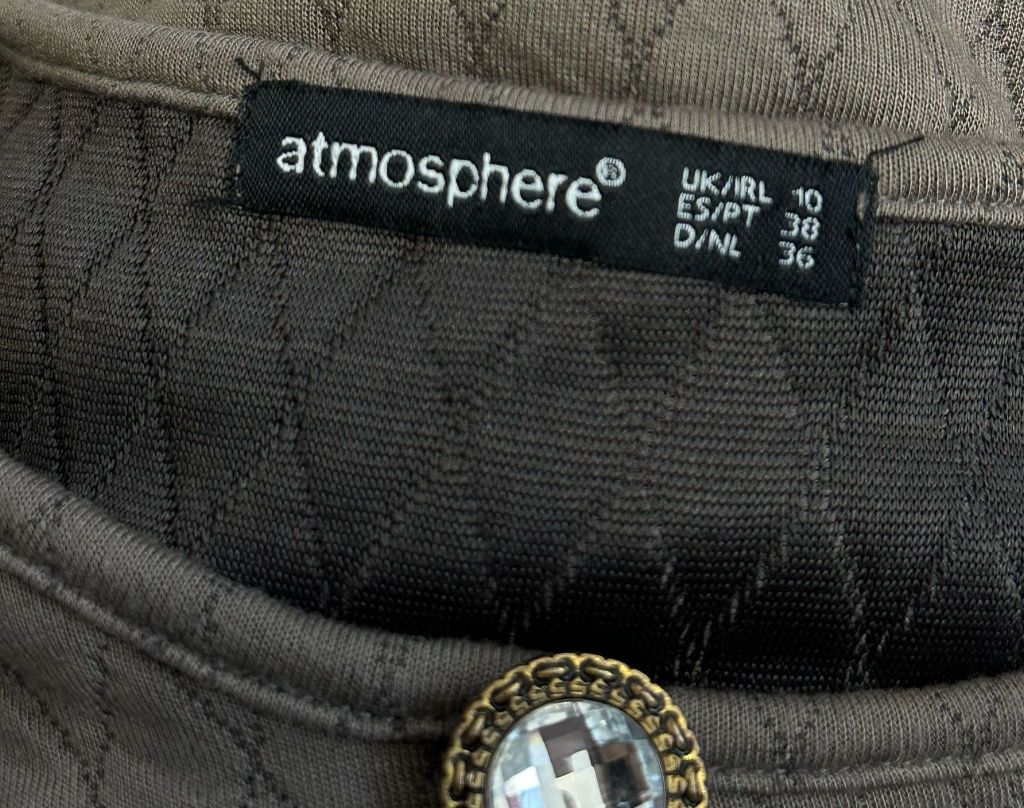 atmosphere®
UK/IRL 10
ES/PT 38
D/NL 36